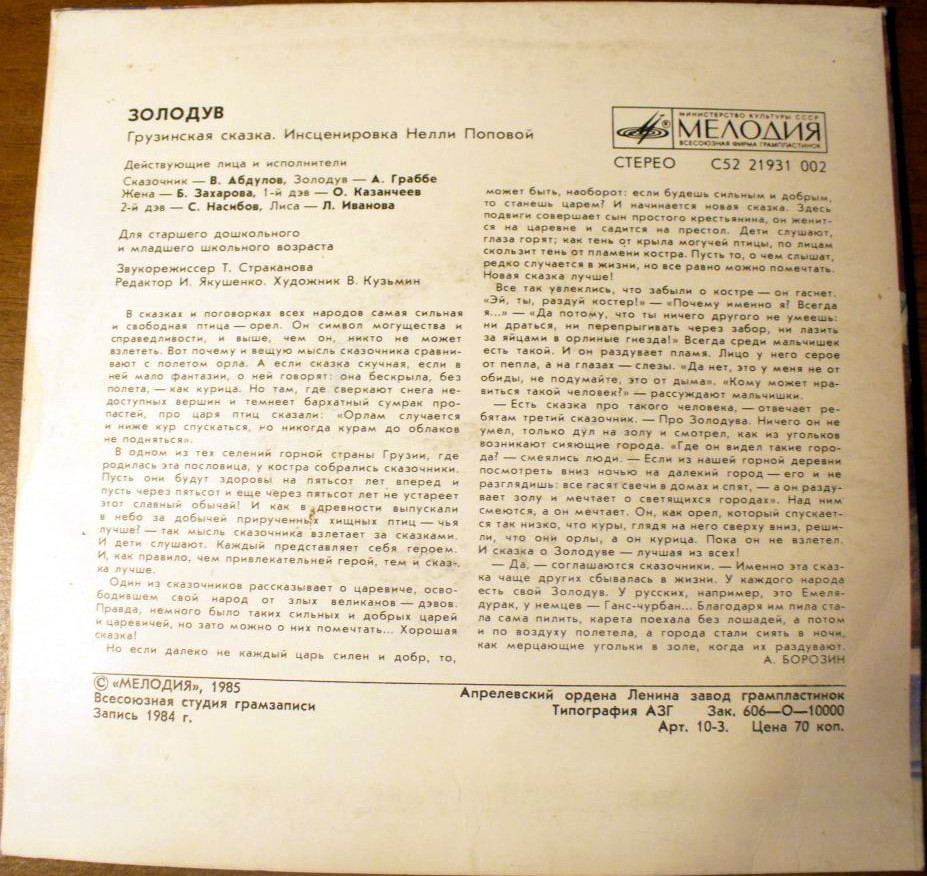 ЗОЛОДУВ
Грузинская сказка. Инсценировка Нелли Поповой
МИНИСТЕРСТВО КУЛЬТУРЫ СССР
МЕЛОДИЯ
ВСЕСОЮЗНАЯ ФИРМА ГРАМПЛАСТИНОК
СТЕРЕО С52 21931 002
Действующие лица и исполнители
Сказочник — В. Абдулов, Золодув — А. Граббе
Жена — Б. Захарова, 1-й дэв — О. Казанчеев
2-й дэв — С. Насибов, Лиса — Л. Иванова
Для старшего дошкольного
и младшего школьного возраста
Звукорежиссер Т. Страканова
Редактор И. Якушенко. Художник В. Кузьмин
В сказках и поговорках всех народов самая сильная
и свободная птица — орел. Он символ могущества и
справедливости, и выше, чем он, никто не может
взлететь. Вот почему и вещую мысль сказочника сравни-
вают с полетом орла. А если сказка скучная, если в
ней мало фантазии, о ней говорят: она бескрыла, без
полета, — как курица. Но там, где сверкают снега не-
доступных вершин и темнеет бархатный сумрак про-
пастей, про царя птиц сказали: «Орлам случается
и ниже кур спускаться, но никогда курам до облаков
не подняться».
В одном из тех селений горной страны Грузии, где
родилась эта пословица, у костра собрались сказочники.
Пусть они будут здоровы на пятьсот лет вперед и
пусть через пятьсот и еще через пятьсот лет не устареет
этот славный обычай! И как в древности выпускали
в небо за добычей прирученных хищных птиц — чья
лучше? — так мысль сказочника взлетает за сказками.
И дети слушают. Каждый представляет себя героем.
И, как правило, чем привлекательней герой, тем и сказ-
ка лучше.
Один из сказочников рассказывает о царевиче, осво-
бодившем свой народ от злых великанов — дэвов.
Правда, немного было таких сильных и добрых царей
и царевичей, но зато можно о них помечтать... Хорошая
сказка!
Но если далеко не каждый царь силен и добр, то,
может быть, наоборот: если будешь сильным и добрым,
то станешь царем? И начинается новая сказка. Здесь
подвиги совершает сын простого крестьянина, он женит-
ся на царевне и садится на престол. Дети слушают,
глаза горят; как тень от крыла могучей птицы, по лицам
скользит тень от пламени костра. Пусть то, о чем слышат,
редко случается в жизни, но все равно можно помечтать.
Новая сказка лучше!
Все так увлеклись, что забыли о костре — он гаснет.
«Эй, ты, раздуй костер!» — «Почему именно я? Всегда
я...» — «Да потому, что ты ничего другого не умеешь:
ни драться, ни перепрыгивать через забор, ни лазить
за яйцами в орлиные гнезда!» Всегда среди мальчишек
есть такой. И он раздувает пламя. Лицо у него серое
от пепла, а на глазах — слезы. «Да нет, это у меня не от
обиды, не подумайте, это от дыма». «Кому может нра-
виться такой человек?» — рассуждают мальчишки.
— Есть сказка про такого человека, — отвечает ре-
бятам третий сказочник. — Про Золодува. Ничего он не
умел, только дул на золу и смотрел, как из угольков
возникают сияющие города. «Где он видел такие горо-
да? — смеялись люди. — Если из нашей горной деревни
посмотреть вниз ночью на далекий город — его и не
разглядишь: все гасят свечи в домах и спят, — а он разду-
вает золу и мечтает о светящихся городах». Над ним
смеются, а он мечтает. Он, как орел, который спускает-
ся так низко, что куры, глядя на него сверху вниз, реши-
ли, что они орлы, а он курица. Пока он не взлетел.
И сказка о Золодуве — лучшая из всех!
— Да, — соглашаются сказочники. — Именно эта сказ-
ка чаще других сбывалась в жизни. У каждого народа
есть свой Золодув. У русских, например, это Емеля-
дурак, у немцев — Ганс-чурбан... Благодаря им пила ста-
ла сама пилить, карета поехала без лошадей, а потом
и по воздуху полетела, а города стали сиять в ночи,
как мерцающие угольки в золе, когда их раздувают.
А. БОРОЗИН
© «МЕЛОДИЯ», 1985
Всесоюзная студия грамзаписи
Запись 1984 г.
Апрелевский ордена Ленина завод грампластинок
Типография АЗГ Зак. 606—О—10000
Арт. 10-3. Цена 70 коп.